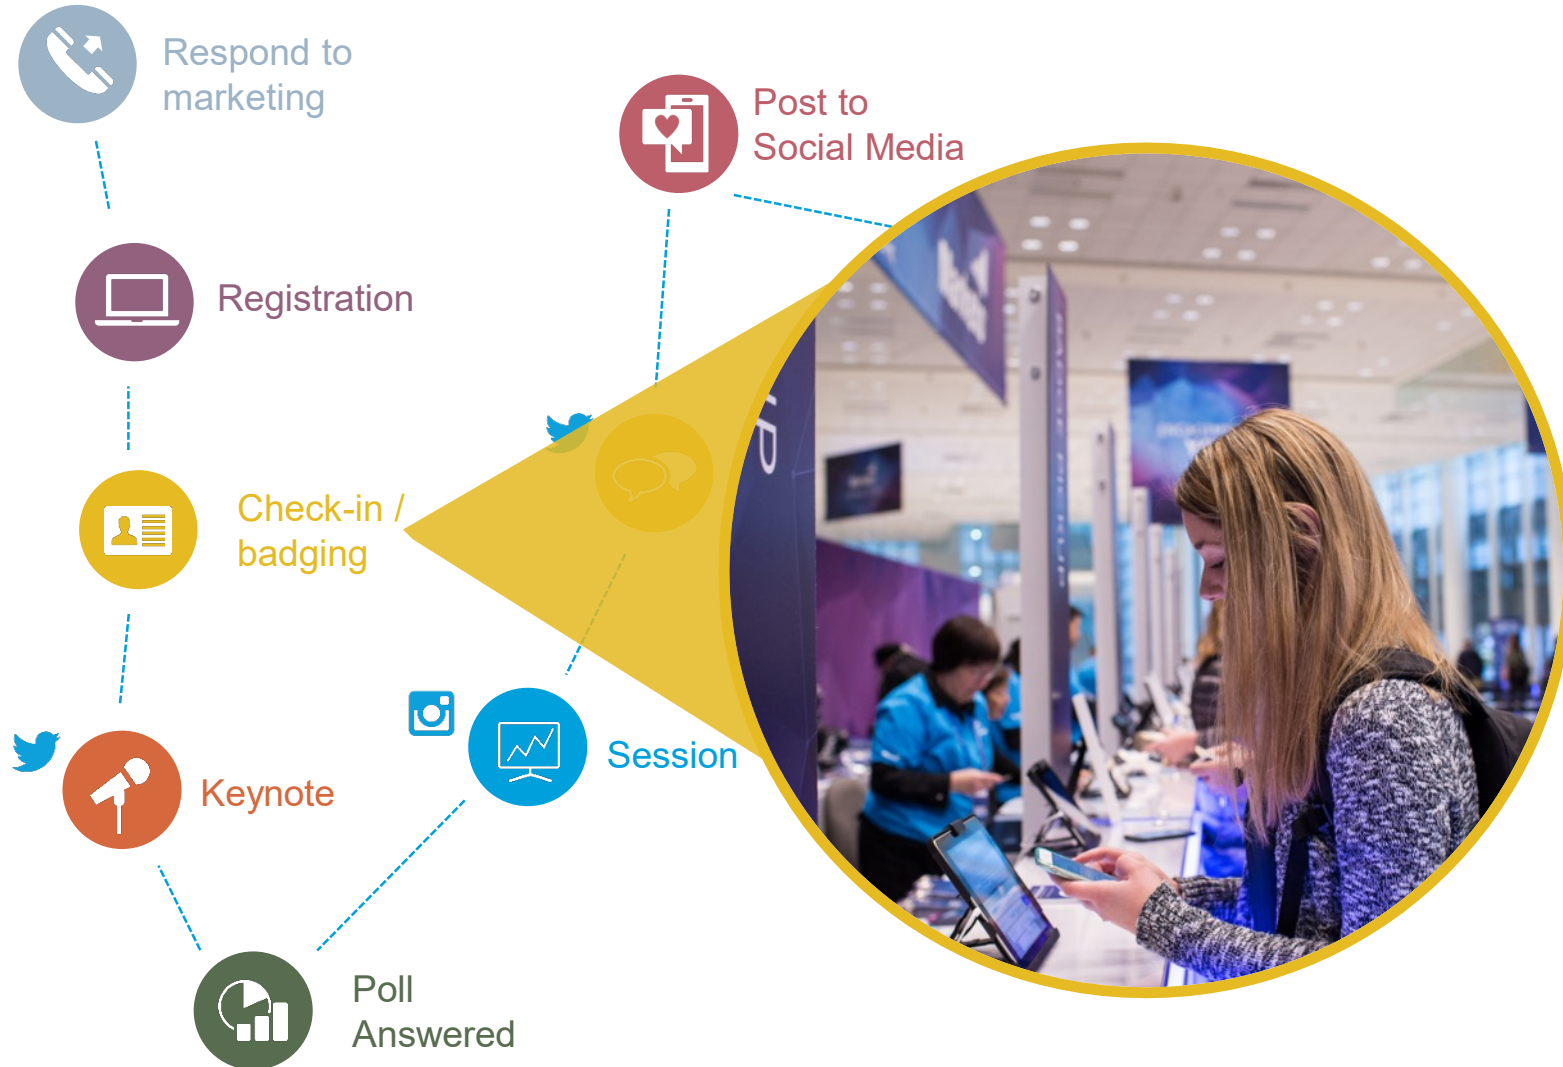 Respond to
marketing
Post to
Social Media
Registration
Check-in /
badging
Session
Keynote
Poll
Answered